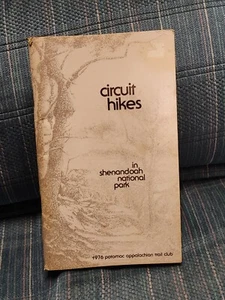 circuit
hikes
in
shenandoah
national
park
1976 potomac appalachian trail club